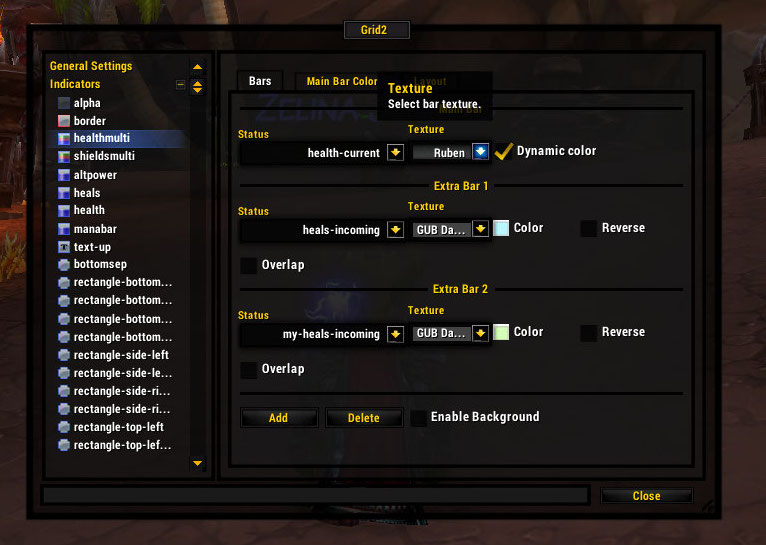 Grid2
General Settings
Indicators
alpha
border
healthmulti
shieldsmulti
altpower
heals
health
manabar
text-up
bottomsep
rectangle-bottom...
rectangle-bottom...
rectangle-bottom...
rectangle-bottom...
rectangle-side-left
rectangle-side-le...
rectangle-side-ri...
rectangle-side-ri...
rectangle-top-left
rectangle-top-lef...
Bars
Main Bar Color
Layout
Texture
Select bar texture.
Main Bar
Status
Texture
health-current
Ruben
Dynamic color
Extra Bar 1
Status
Texture
heals-incoming
GUB Da...
Color
Reverse
Overlap
Extra Bar 2
Status
Texture
my-heals-incoming
GUB Da...
Color
Reverse
Overlap
Add
Delete
Enable Background
Close